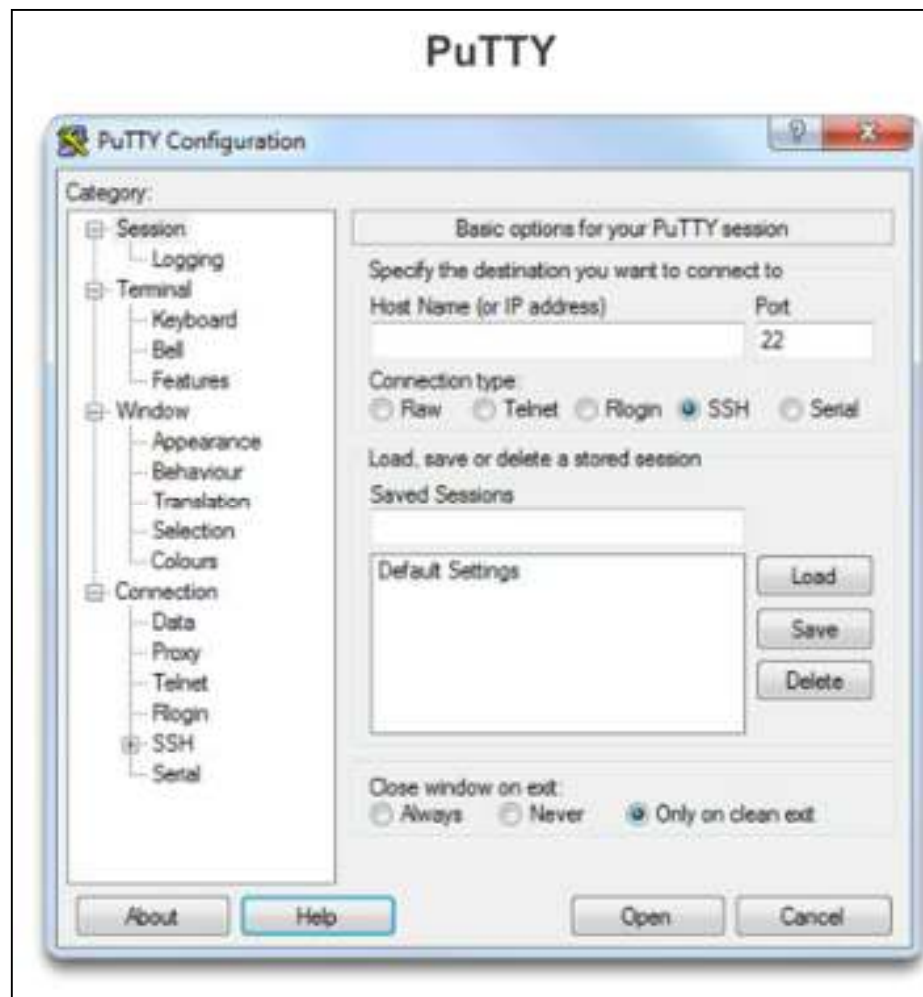 PuTTY
PuTTY Configuration
Category:
Session
Logging
Terminal
Keyboard
Bell
Features
Window
Appearance
Behaviour
Translation
Selection
Colours
Connection
Data
Proxy
Telnet
Rlogin
SSH
Serial
Basic options for your PuTTY session
Specify the destination you want to connect to
Host Name (or IP address) Port
22
Connection type:
Raw Telnet Rlogin SSH Serial
Load, save or delete a stored session
Saved Sessions
Default Settings
Load
Save
Delete
Close window on exit:
Always Never Only on clean exit
About Help Open Cancel